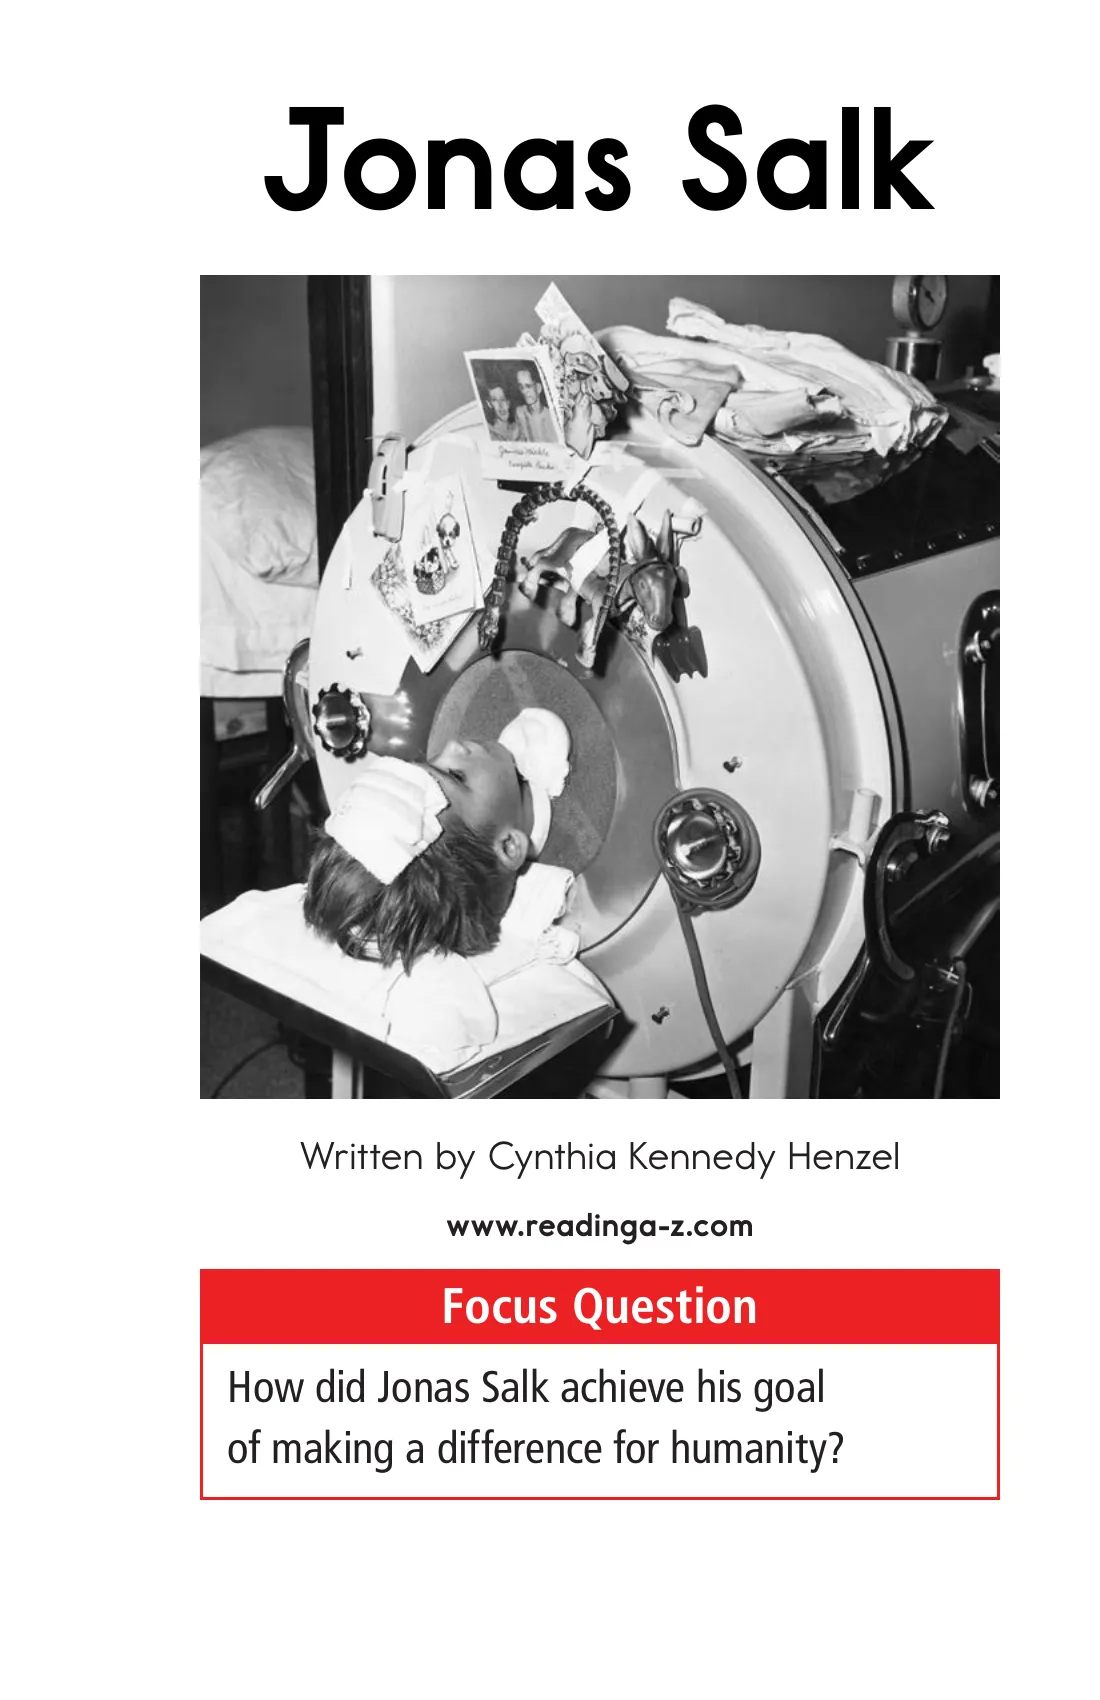 Jonas Salk
Written by Cynthia Kennedy Henzel
www.readinga-z.com
Focus Question
How did Jonas Salk achieve his goal
of making a difference for humanity?